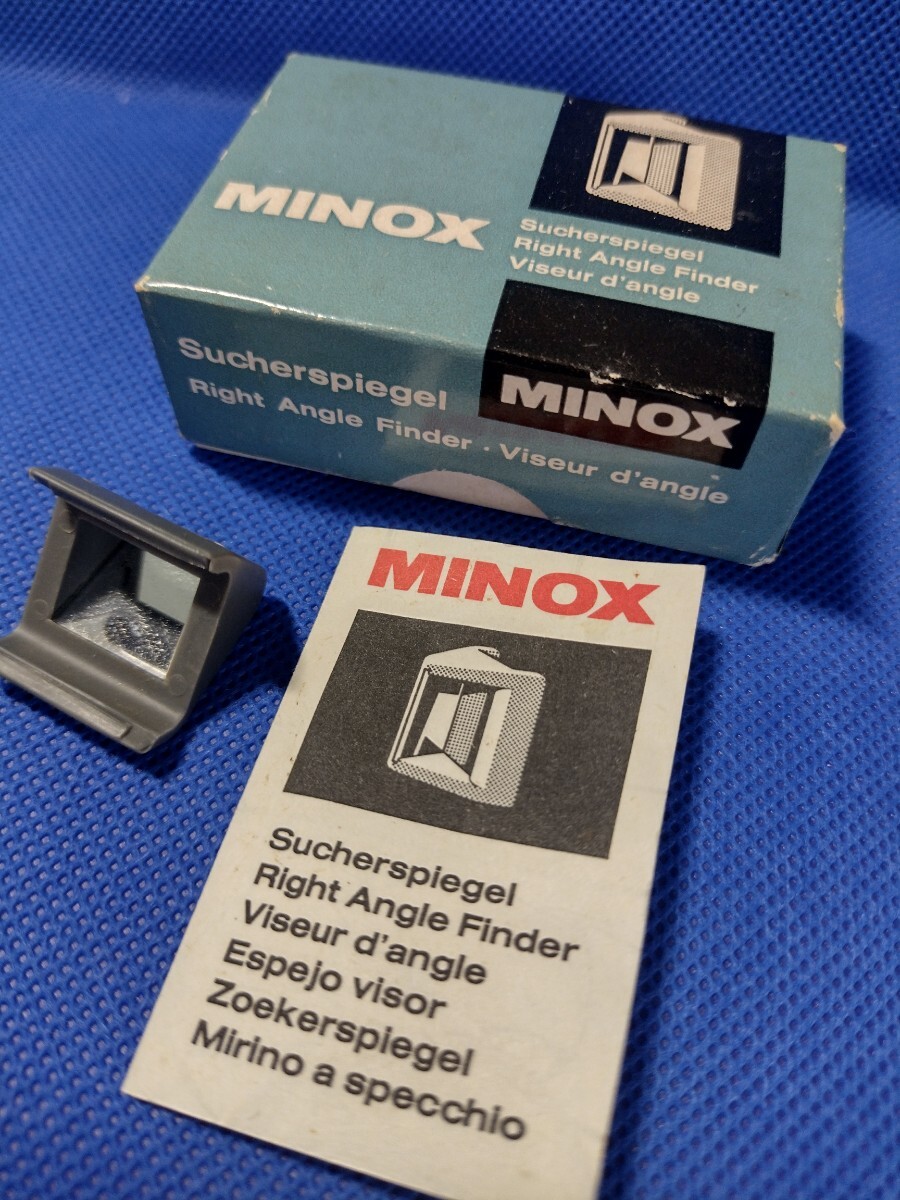 MINOX
Sucherspiegel
Right Angle Finder
Viseur d'angle
MINOX
Sucherspiegel
Right Angle Finder · Viseur d'angle
MINOX
Sucherspiegel
Right Angle Finder
Viseur d'angle
Espejo visor
Zoekerspiegel
Mirino a specchio